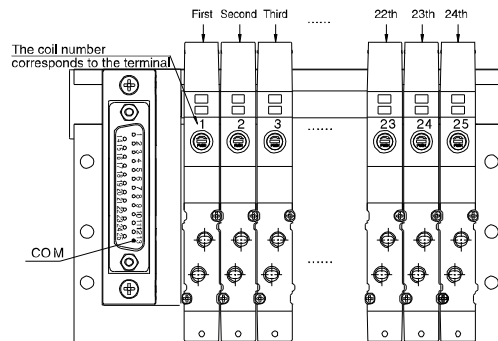 First Second Third ...... 22th 23th 24th
The coil number
corresponds to the terminal
1 2 3 ...... 23 24 25
COM
......